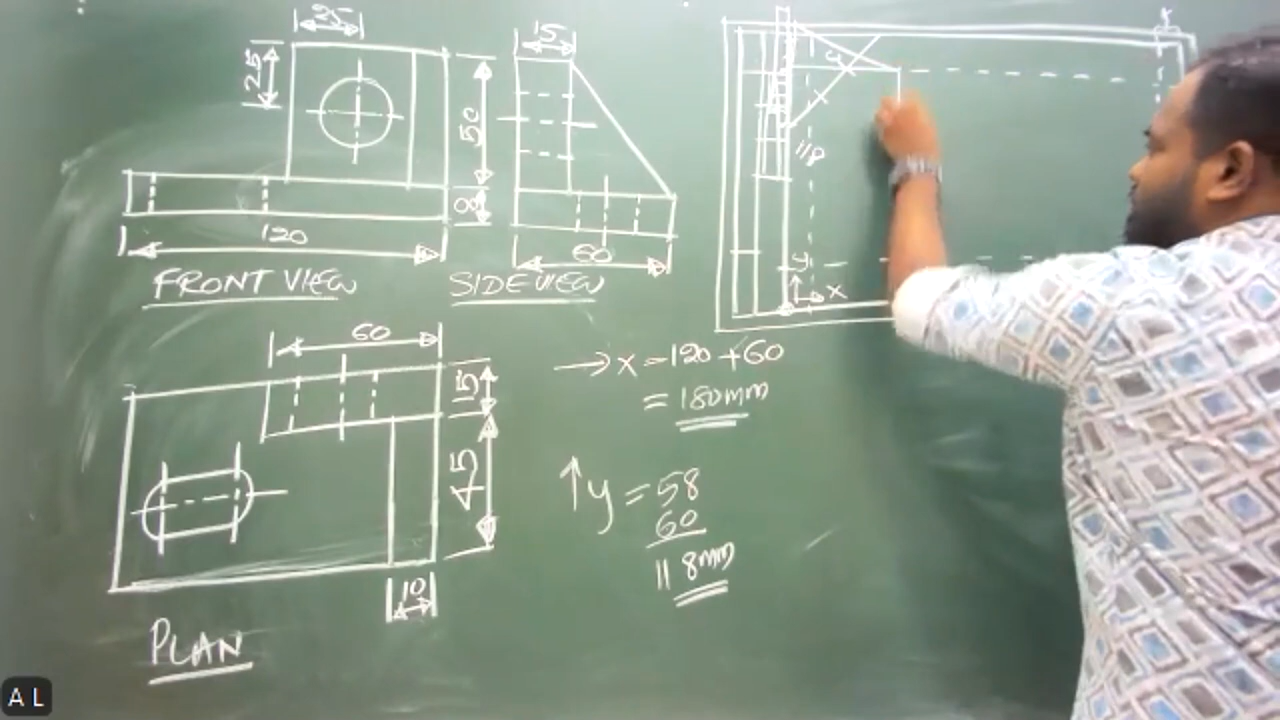 25
25
50
8
120
FRONT VIEW
15
60
SIDE VIEW
60
15
45
10
PLAN
→ x = 120 + 60
= 180mm
↑ y = 58
60
118mm
118
y
x
A L